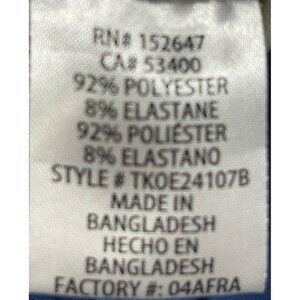 RN# 152647
CA# 53400
92% POLYESTER
8% ELASTANE
92% POLIÉSTER
8% ELASTANO
STYLE # TKOE24107B
MADE IN
BANGLADESH
HECHO EN
BANGLADESH
FACTORY #: 04AFRA